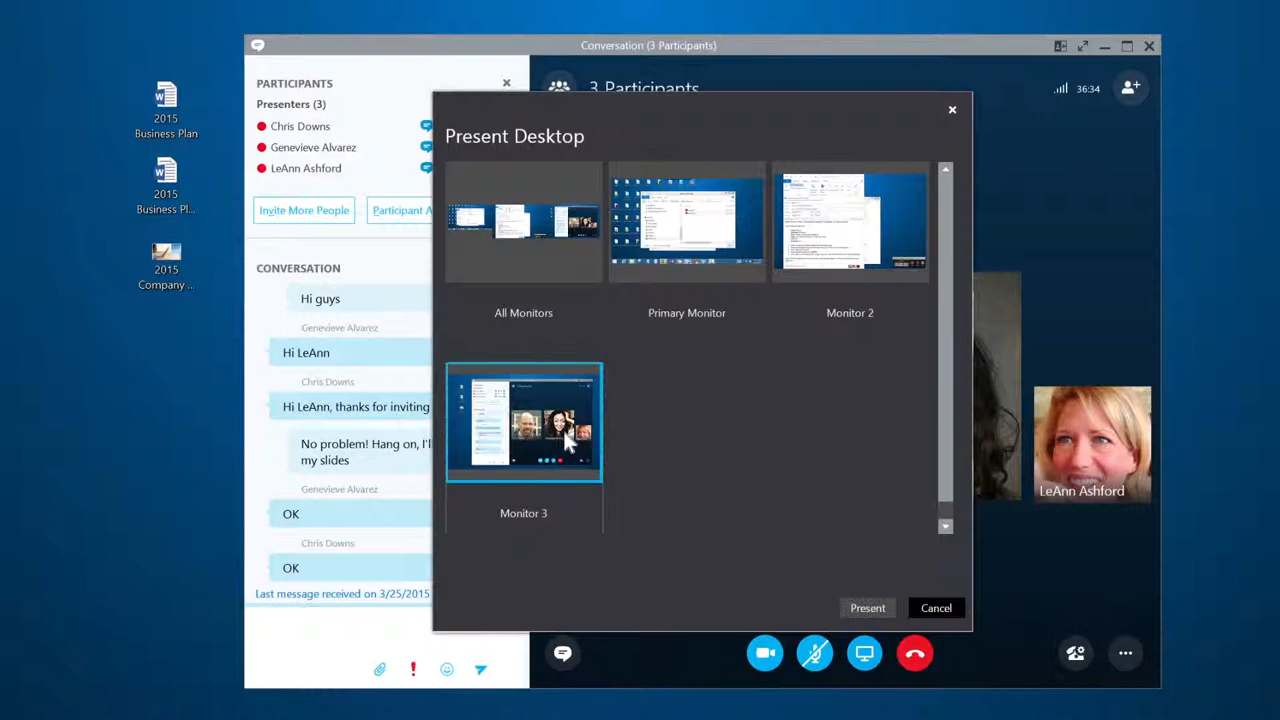 Conversation (3 Participants)
2015
Business Plan
2015
Business Pl...
2015
Company ...
PARTICIPANTS
Presenters (3)
Chris Downs
Genevieve Alvarez
LeAnn Ashford
Invite More People
Participant A
CONVERSATION
Hi guys
Genevieve Alvarez
Hi LeAnn
Chris Downs
Hi LeAnn, thanks for inviting
No problem! Hang on, I'l
my slides
Genevieve Alvarez
OK
Chris Downs
OK
Last message received on 3/25/2015
3 Participants
36:34
Present Desktop
All Monitors
Primary Monitor
Monitor 2
Monitor 3
Present
Cancel
LeAnn Ashford